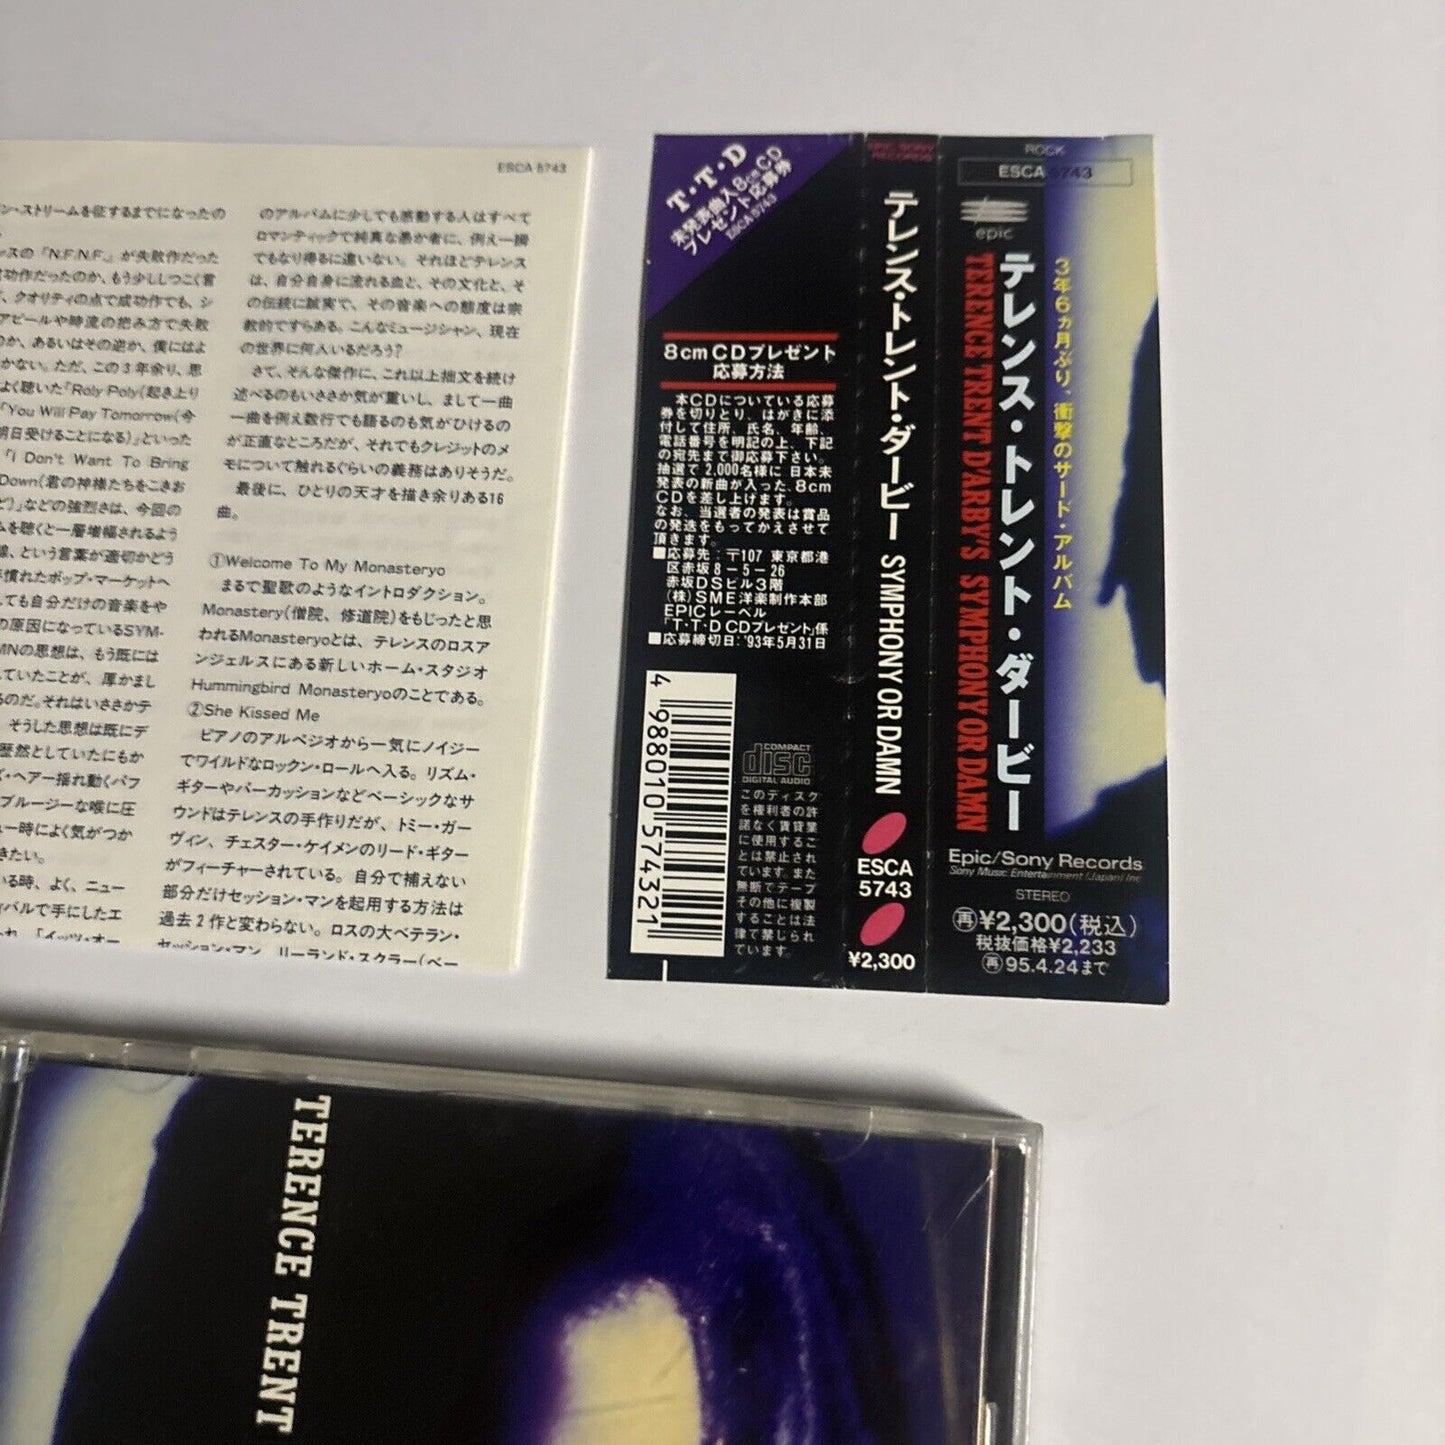 ESCA 5743
ン・ストリームを征するまでになったの
ンスの「N.F.N.F.」が失敗作だった
功作だったのか、もう少ししつこく言
、クオリティの点で成功作でも、シ
アピールや時流の把み方で失敗
のか、あるいはその逆か、僕にはよ
かない。ただ、この3年余り、思
よく聴いた「Roly Poly(起き上り
「You Will Pay Tomorrow(今
明日受けることになる)」といった
「I Don't Want To Bring
Down(君の神様たちをこきお
ど)」などの強烈さは、今回の
ムを聴くと一層増幅されるよう
線、という言葉が適切かどう
慣れたポップ・マーケットへ
ても自分だけの音楽をや
の原因になっているSYM-
MNの思想は、もう既には
ていたことが、厚かまし
るのだ。それはいささかテ
そうした思想は既にデ
歴然としていたにもか
・ヘアー揺れ動くパフ
ブルージーな喉に圧
ー時によく気がつか
きたい。
いる時、よく、ニュー
ィバルで手にしたエ
れ、「イッツ・オー
のアルバムに少しでも感動する人はすべて
ロマンティックで純真な愚か者に、例え一瞬
でもなり得るに違いない。それほどテレンス
は、自分自身に流れる血と、その文化と、そ
の伝統に誠実で、その音楽への態度は宗
教的ですらある。こんなミュージシャン、現在
の世界に何人いるだろう?
さて、そんな傑作に、これ以上拙文を続け
述べるのもいささか気が重いし、まして一曲
一曲を例え数行でも語るのも気がひけるの
が正直なところだが、それでもクレジットのメ
モについて触れるぐらいの義務はありそうだ。
最後に、ひとりの天才を描き余りある16
曲。
①Welcome To My Monasteryo
まるで聖歌のようなイントロダクション。
Monastery(僧院、修道院)をもじったと思
われるMonasteryoとは、テレンスのロスア
ンジェルスにある新しいホーム・スタジオ
Hummingbird Monasteryoのことである。
②She Kissed Me
ピアノのアルペジオから一気にノイジー
でワイルドなロックン・ロールへ入る。リズム・
ギターやパーカッションなどベーシックなサ
ウンドはテレンスの手作りだが、トミー・ガー
ヴィン、チェスター・ケイメンのリード・ギター
がフィーチャーされている。自分で補えない
部分だけセッション・マンを起用する方法は
過去2作と変わらない。ロスの大ベテラン・
セッション・マン、リーランド・スクラー(ベー
T・T・D
未発表曲入8cmCD
プレゼント応募券
ESCA5743
8cmCDプレゼント
応募方法
本CDについている応募
券を切りとり、はがきに添
付して住所、氏名、年齢、
電話番号を明記の上、下記
の宛先まで御応募下さい。
抽選で2,000名様に日本未
発表の新曲が入った8cm
CDを差し上げます。
なお、当選者の発表は賞品
の発送をもってかえさせて
頂きます。
■応募先：〒107 東京都港
区赤坂8-5-26
赤坂DSビル3階
(株)SME洋楽制作本部
EPICレーベル
「T・T・D CDプレゼント」係
■応募締切日：'93年5月31日
4 988010 574321
COMPACT
disc
DIGITAL AUDIO
このディスク
を権利者の許
諾なく賃貸業
に使用するこ
とは禁止され
ています。また
無断でテープ
その他に複製
することは法
律で禁じられ
ています。
EPIC SONY
RECORDS
テレンス・トレント・ダービー SYMPHONY OR DAMN
ESCA
5743
¥2,300
ROCK
ESCA 5743
epic
3年6ヵ月ぶり、衝撃のサード・アルバム
テレンス・トレント・ダービー
TERENCE TRENT D'ARBY'S SYMPHONY OR DAMN
Epic/Sony Records
Sony Music Entertainment (Japan) Inc.
STEREO
再¥2,300(税込)
税抜価格¥2,233
再95.4.24まで
TERENCE TRENT